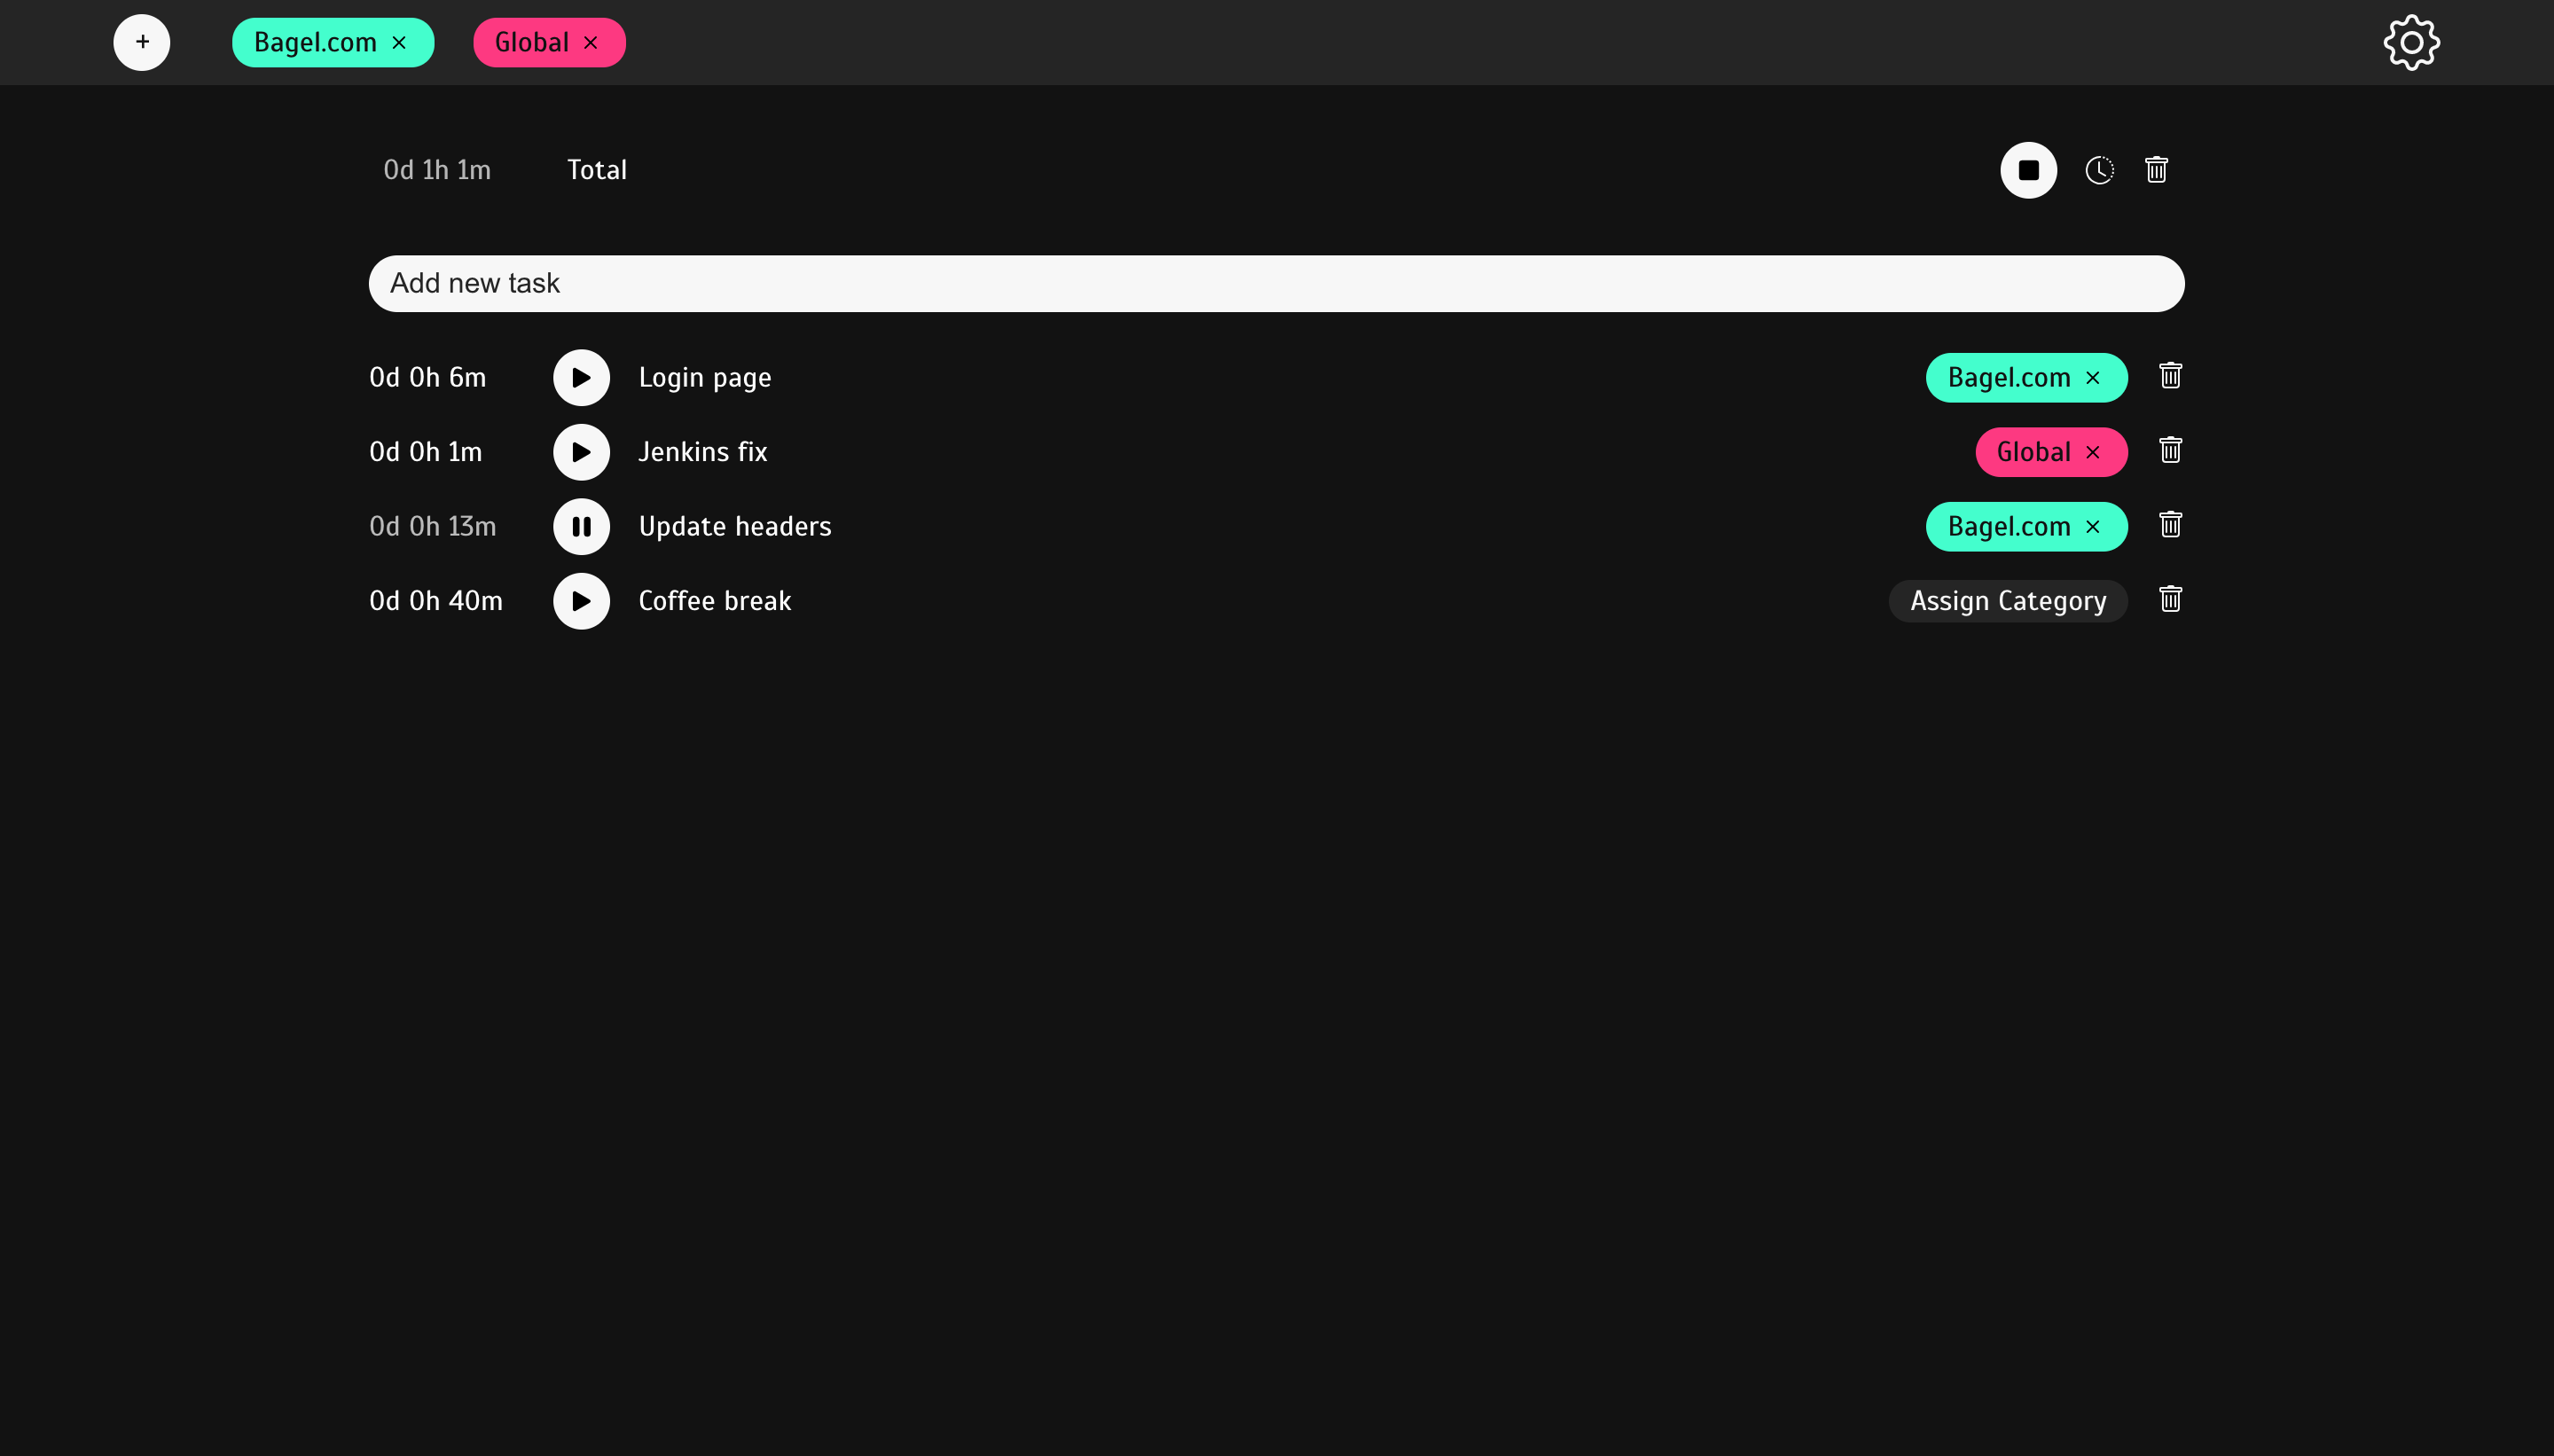 + Bagel.com × Global ×
0d 1h 1m Total
Add new task
0d 0h 6m Login page Bagel.com ×
0d 0h 1m Jenkins fix Global ×
0d 0h 13m Update headers Bagel.com ×
0d 0h 40m Coffee break Assign Category